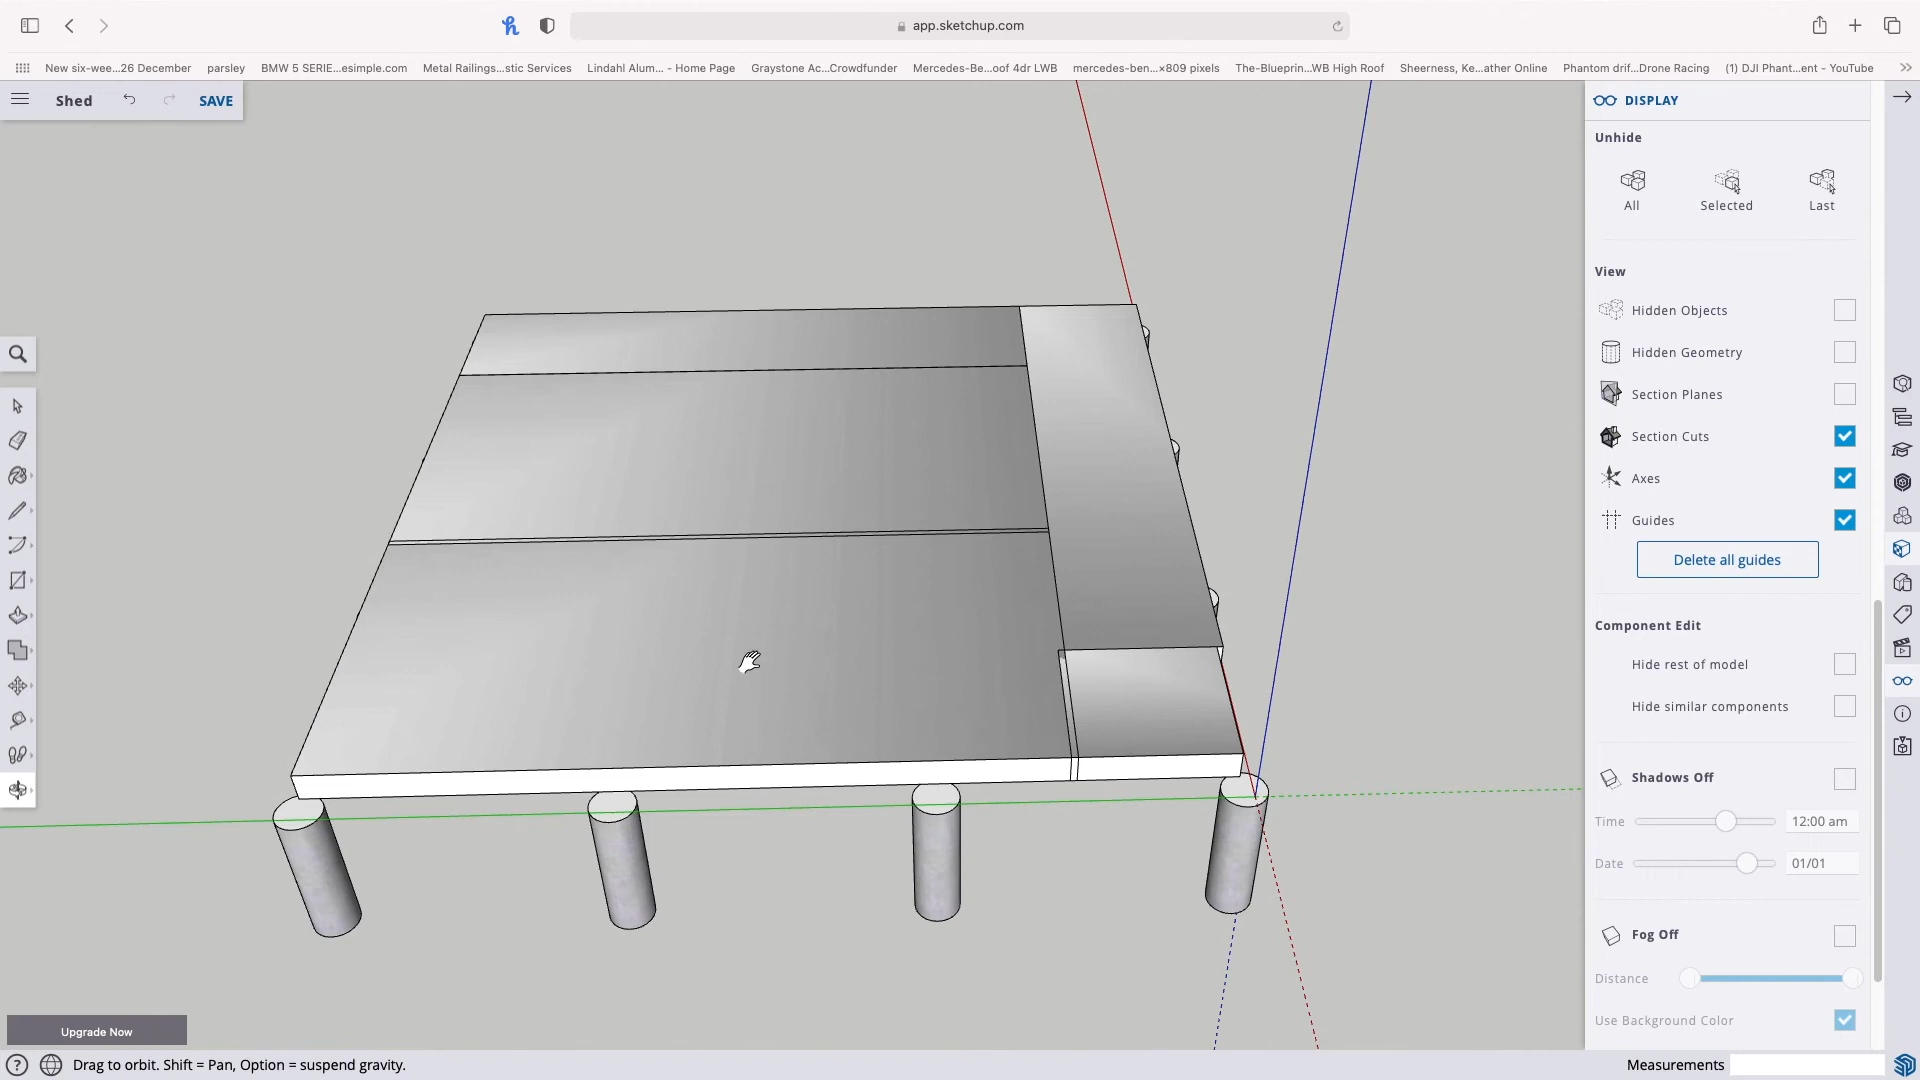 app.sketchup.com
New six-wee...26 December parsley BMW 5 SERIE...esimple.com Metal Railings...stic Services Lindahl Alum... - Home Page Graystone Ac...Crowdfunder Mercedes-Be...oof 4dr LWB mercedes-ben...×809 pixels The-Blueprin...WB High Roof Sheerness, Ke...ather Online Phantom drif...Drone Racing (1) DJI Phant...ent - YouTube
Shed SAVE
DISPLAY
Unhide
All Selected Last
View
Hidden Objects
Hidden Geometry
Section Planes
Section Cuts
Axes
Guides
Delete all guides
Component Edit
Hide rest of model
Hide similar components
Shadows Off
Time 12:00 am
Date 01/01
Fog Off
Distance
Use Background Color
Upgrade Now
Drag to orbit. Shift = Pan, Option = suspend gravity.
Measurements